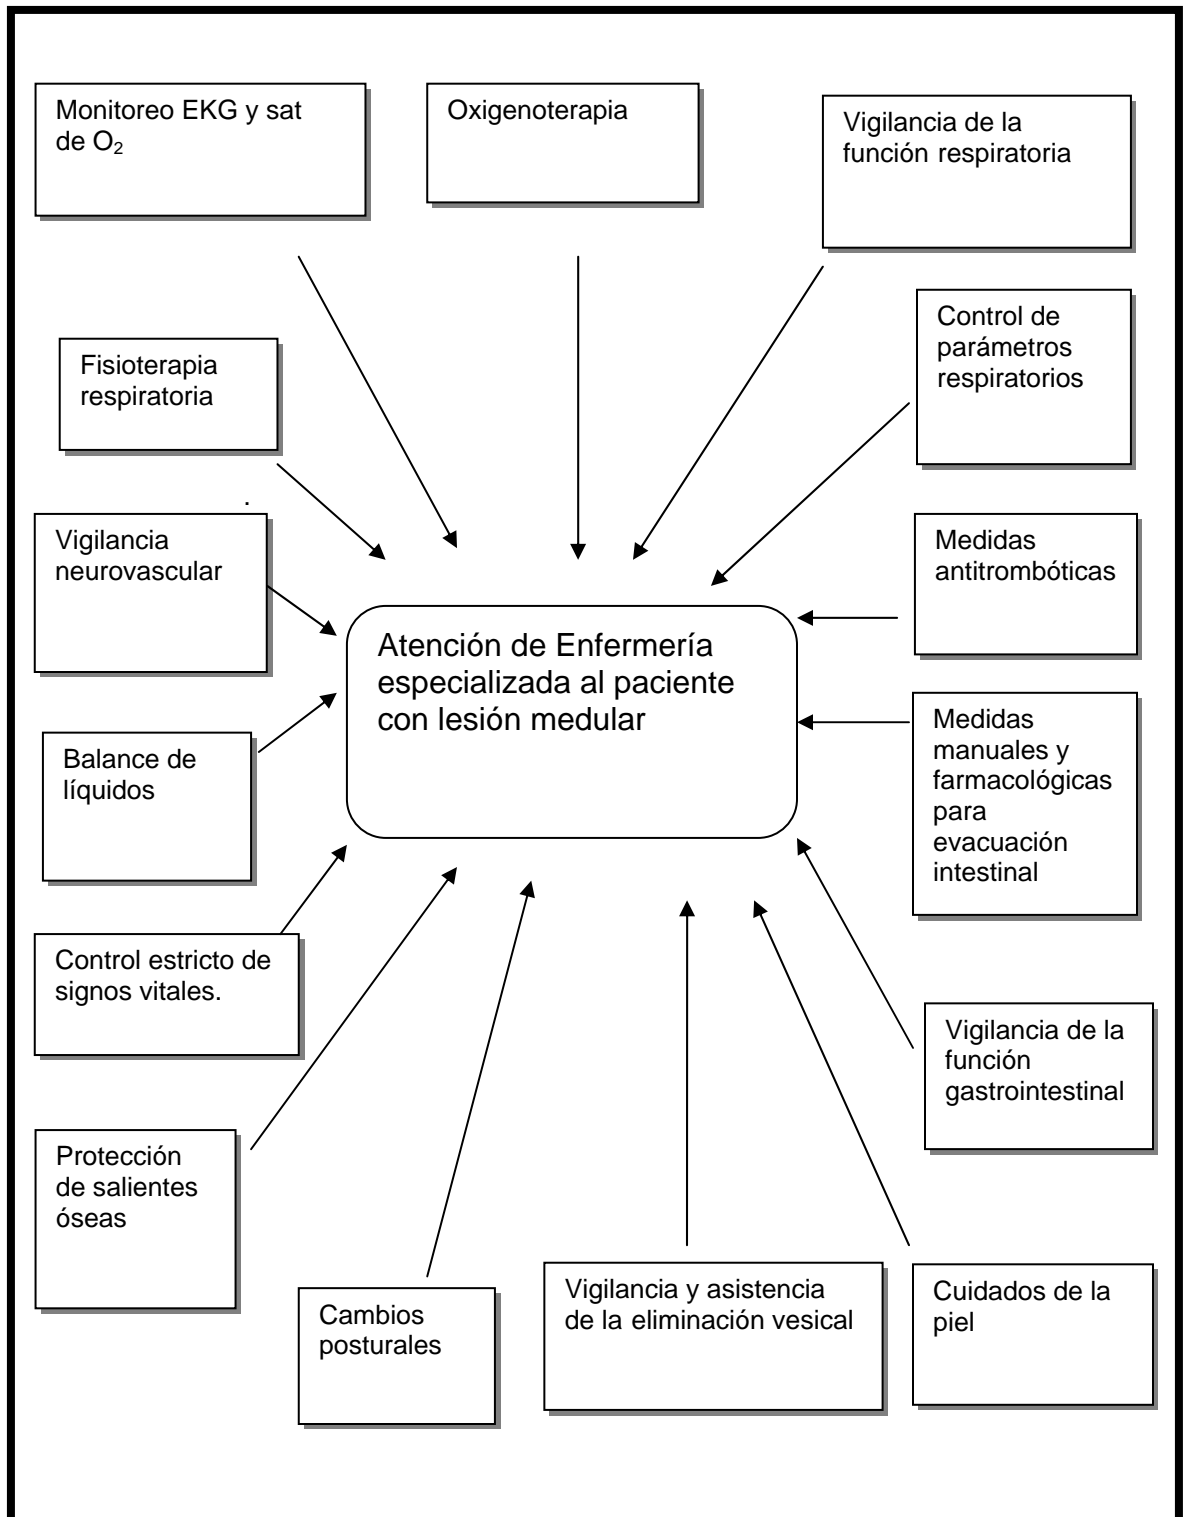 Monitoreo EKG y sat
de O₂
Oxigenoterapia
Vigilancia de la
función respiratoria
Control de
parámetros
respiratorios
Fisioterapia
respiratoria
.
Vigilancia
neurovascular
Medidas
antitrombóticas
Atención de Enfermería
especializada al paciente
con lesión medular
Balance de
líquidos
Medidas
manuales y
farmacológicas
para
evacuación
intestinal
Control estricto de
signos vitales.
Vigilancia de la
función
gastrointestinal
Protección
de salientes
óseas
Cambios
posturales
Vigilancia y asistencia
de la eliminación vesical
Cuidados de la
piel